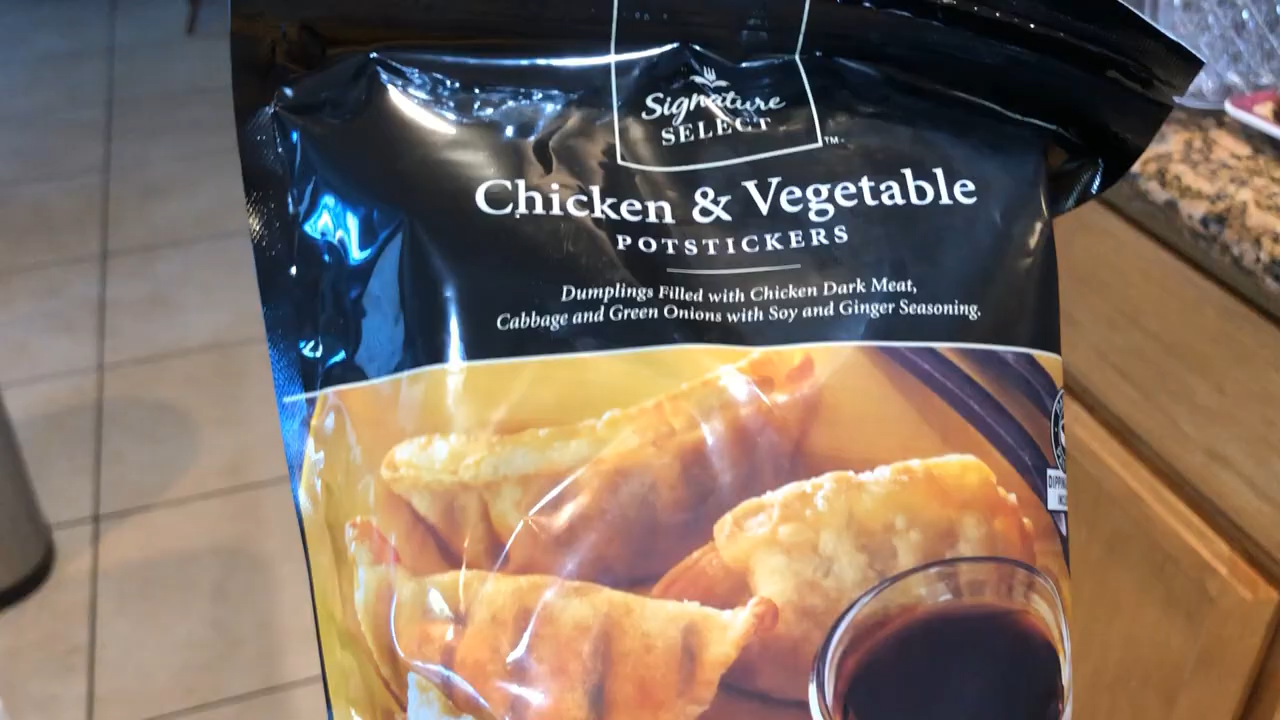 Signature
SELECT
TM
Chicken & Vegetable
POTSTICKERS
Dumplings Filled with Chicken Dark Meat,
Cabbage and Green Onions with Soy and Ginger Seasoning.